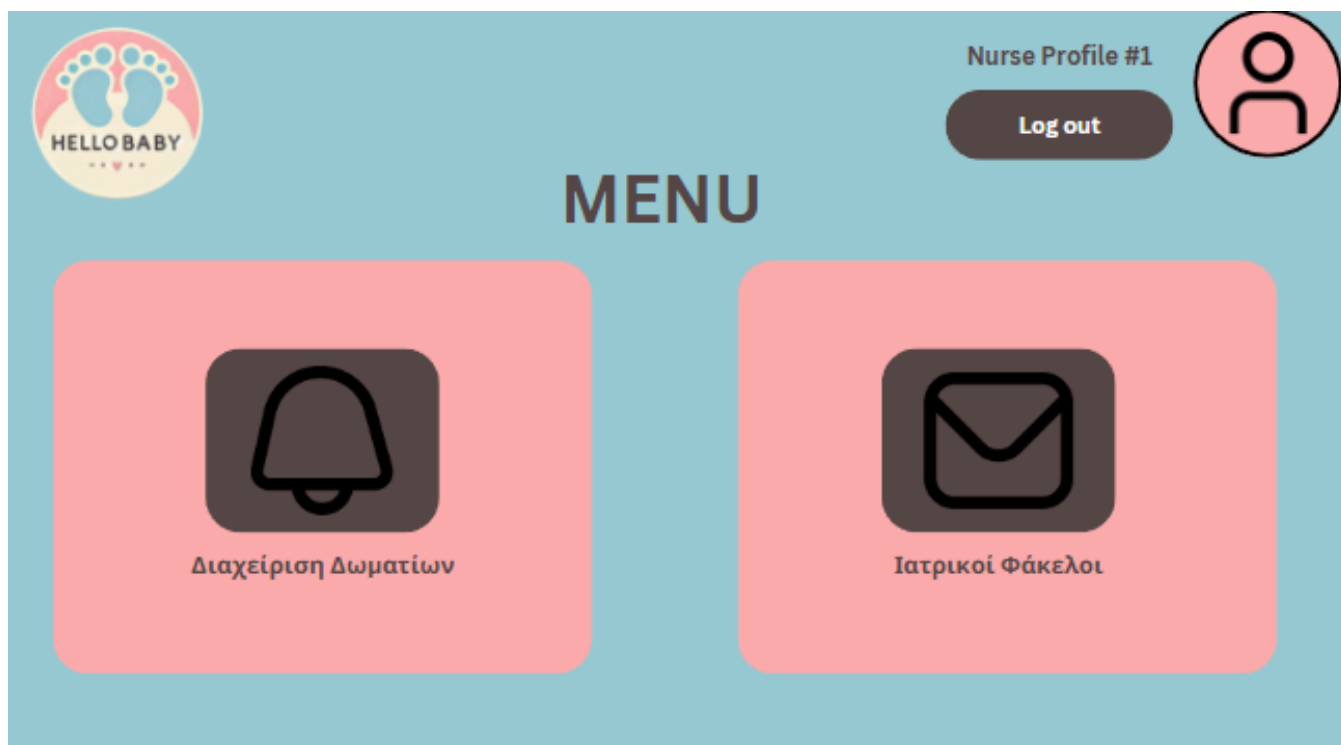 HELLO BABY
Nurse Profile #1
Log out
MENU
Διαχείριση Δωματίων
Ιατρικοί Φάκελοι